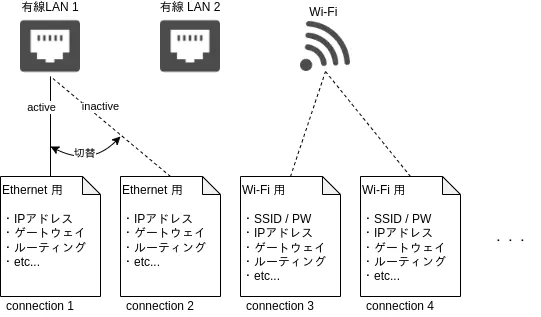 有線LAN 1
有線 LAN 2
Wi-Fi
active
inactive
切替
Ethernet 用
・IPアドレス
・ゲートウェイ
・ルーティング
・etc...
connection 1
Ethernet 用
・IPアドレス
・ゲートウェイ
・ルーティング
・etc...
connection 2
Wi-Fi 用
・SSID / PW
・IPアドレス
・ゲートウェイ
・ルーティング
・etc...
connection 3
Wi-Fi 用
・SSID / PW
・IPアドレス
・ゲートウェイ
・ルーティング
・etc...
connection 4
・・・